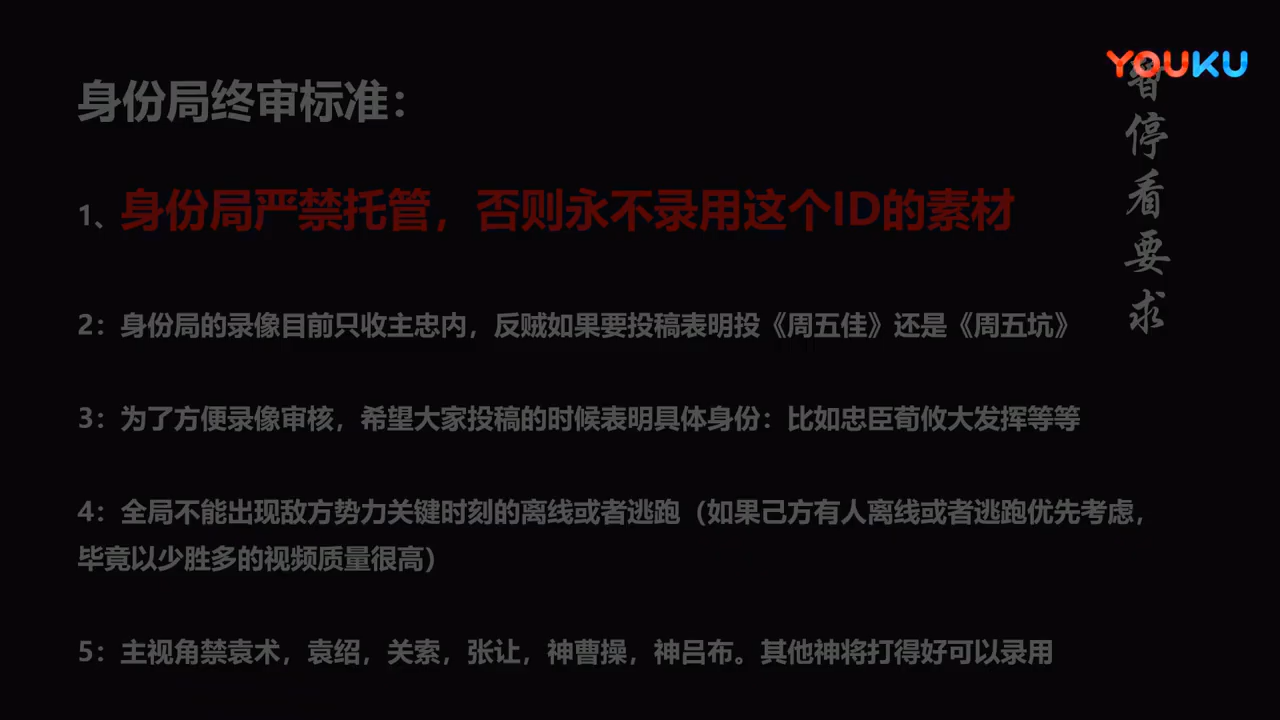 YOUKU
身份局终审标准：
1、身份局严禁托管，否则永不录用这个ID的素材
2：身份局的录像目前只收主忠内，反贼如果要投稿表明投《周五佳》还是《周五坑》
3：为了方便录像审核，希望大家投稿的时候表明具体身份：比如忠臣荀攸大发挥等等
4：全局不能出现敌方势力关键时刻的离线或者逃跑（如果己方有人离线或者逃跑优先考虑，
毕竟以少胜多的视频质量很高）
5：主视角禁袁术，袁绍，关索，张让，神曹操，神吕布。其他神将打得好可以录用
暂停看要求